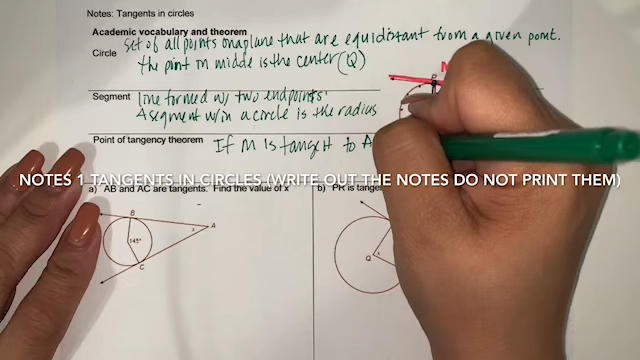 Notes: Tangents in circles
Academic vocabulary and theorem
Circle set of all points on a plane that are equidistant from a given point.
the point in middle is the center (Q)
Segment line formed w/ two endpoints.
A segment w/in a circle is the radius
Point of tangency theorem If M is tangent to A
NOTES 1 TANGENTS IN CIRCLES (WRITE OUT THE NOTES DO NOT PRINT THEM)
a) AB and AC are tangents. Find the value of x
b) PR is tange
B
A
x
145°
C
Q
x
M